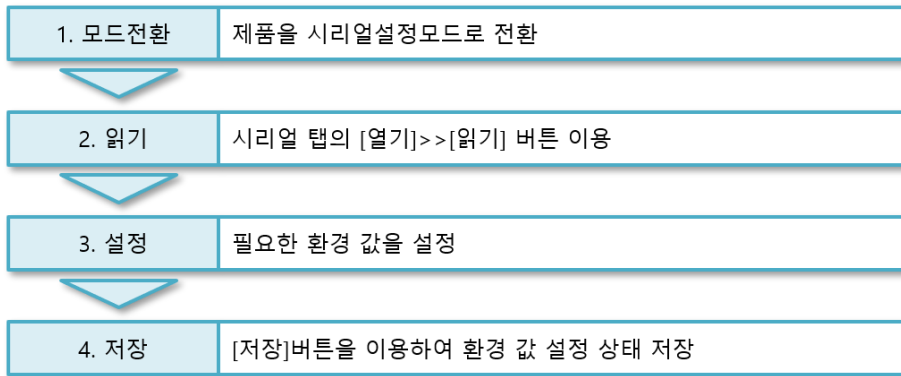 1. 모드전환 제품을 시리얼설정모드로 전환
2. 읽기 시리얼 탭의 [열기]>>[읽기] 버튼 이용
3. 설정 필요한 환경 값을 설정
4. 저장 [저장]버튼을 이용하여 환경 값 설정 상태 저장